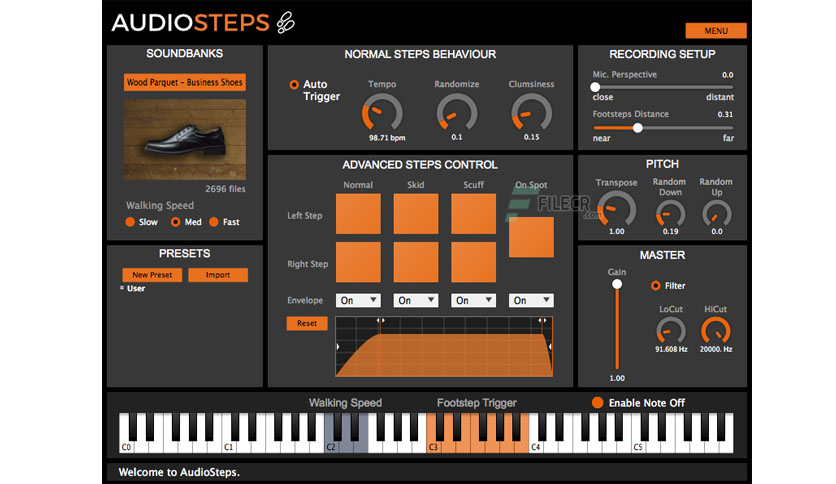 AUDIOSTEPS
MENU
SOUNDBANKS
Wood Parquet - Business Shoes
2696 files
Walking Speed
Slow Med Fast
PRESETS
New Preset Import
User
NORMAL STEPS BEHAVIOUR
Auto
Trigger
Tempo Randomize Clumsiness
98.71 bpm 0.1 0.15
ADVANCED STEPS CONTROL
Normal Skid Scuff On Spot
Left Step
Right Step
Envelope On On On On
Reset
RECORDING SETUP
Mic. Perspective 0.0
close distant
Footsteps Distance 0.31
near far
PITCH
Transpose Random Down Random Up
1.00 0.19 0.0
MASTER
Gain
Filter
LoCut HiCut
91.608 Hz 20000. Hz
1.00
FILECR
.com
Walking Speed Footstep Trigger Enable Note Off
C0 C1 C2 C3 C4 C5
Welcome to AudioSteps.